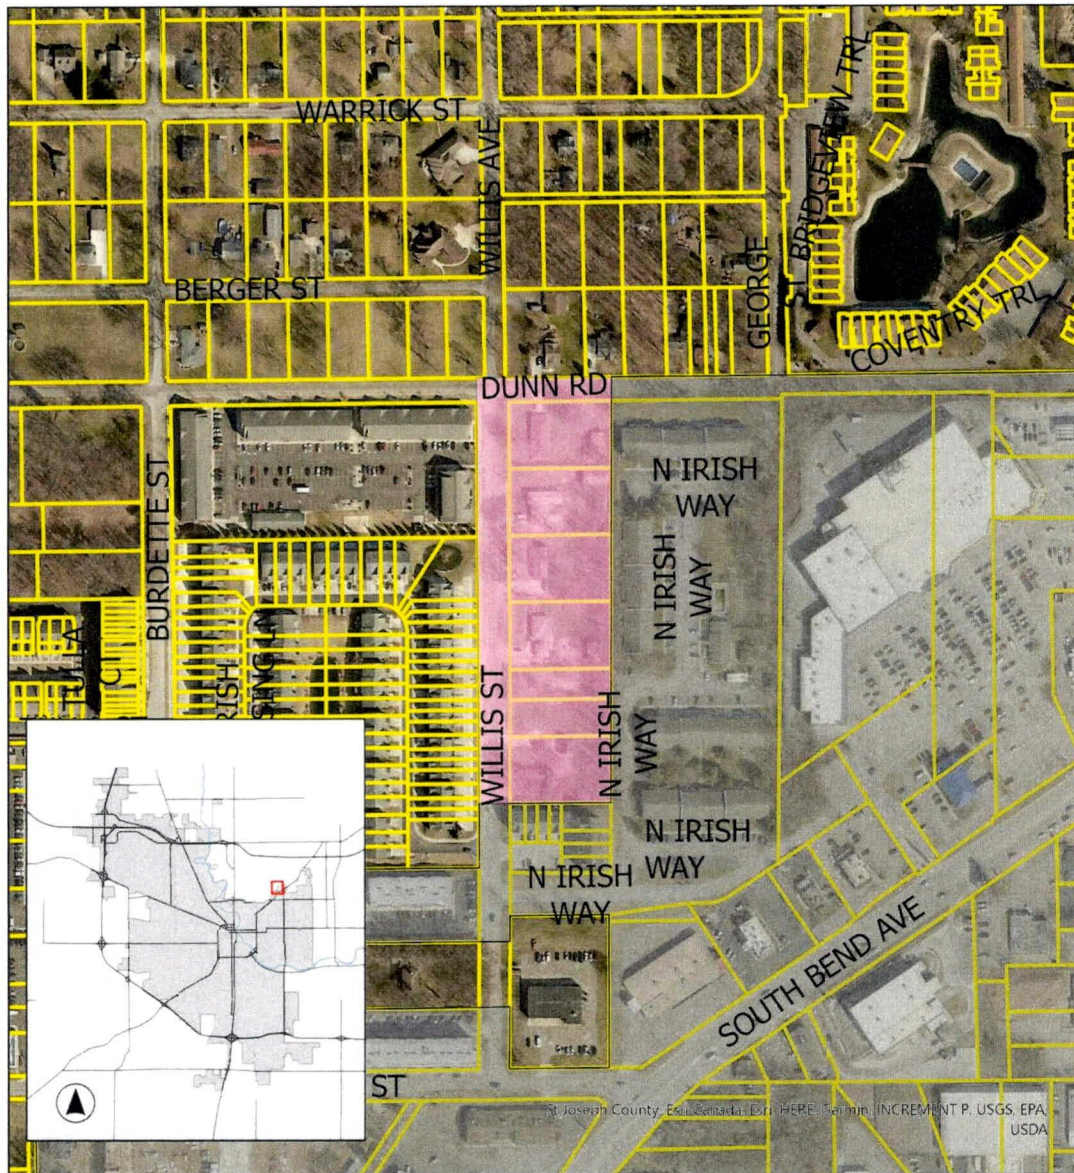 WARRICK ST
WILLIS AVE
BRIDGEVIEW TRL
BERGER ST
GEORGE
ST
COVENTRY TRL
DUNN RD
BURDETTE ST
N IRISH
WAY
N IRISH
WAY
WILLIS ST
N IRISH
WAY
N IRISH
WAY
N IRISH
WAY
SOUTH BEND AVE
ST
St Joseph County, Esri Canada, Esri, HERE, Garmin, INCREMENT P, USGS, EPA,
USDA